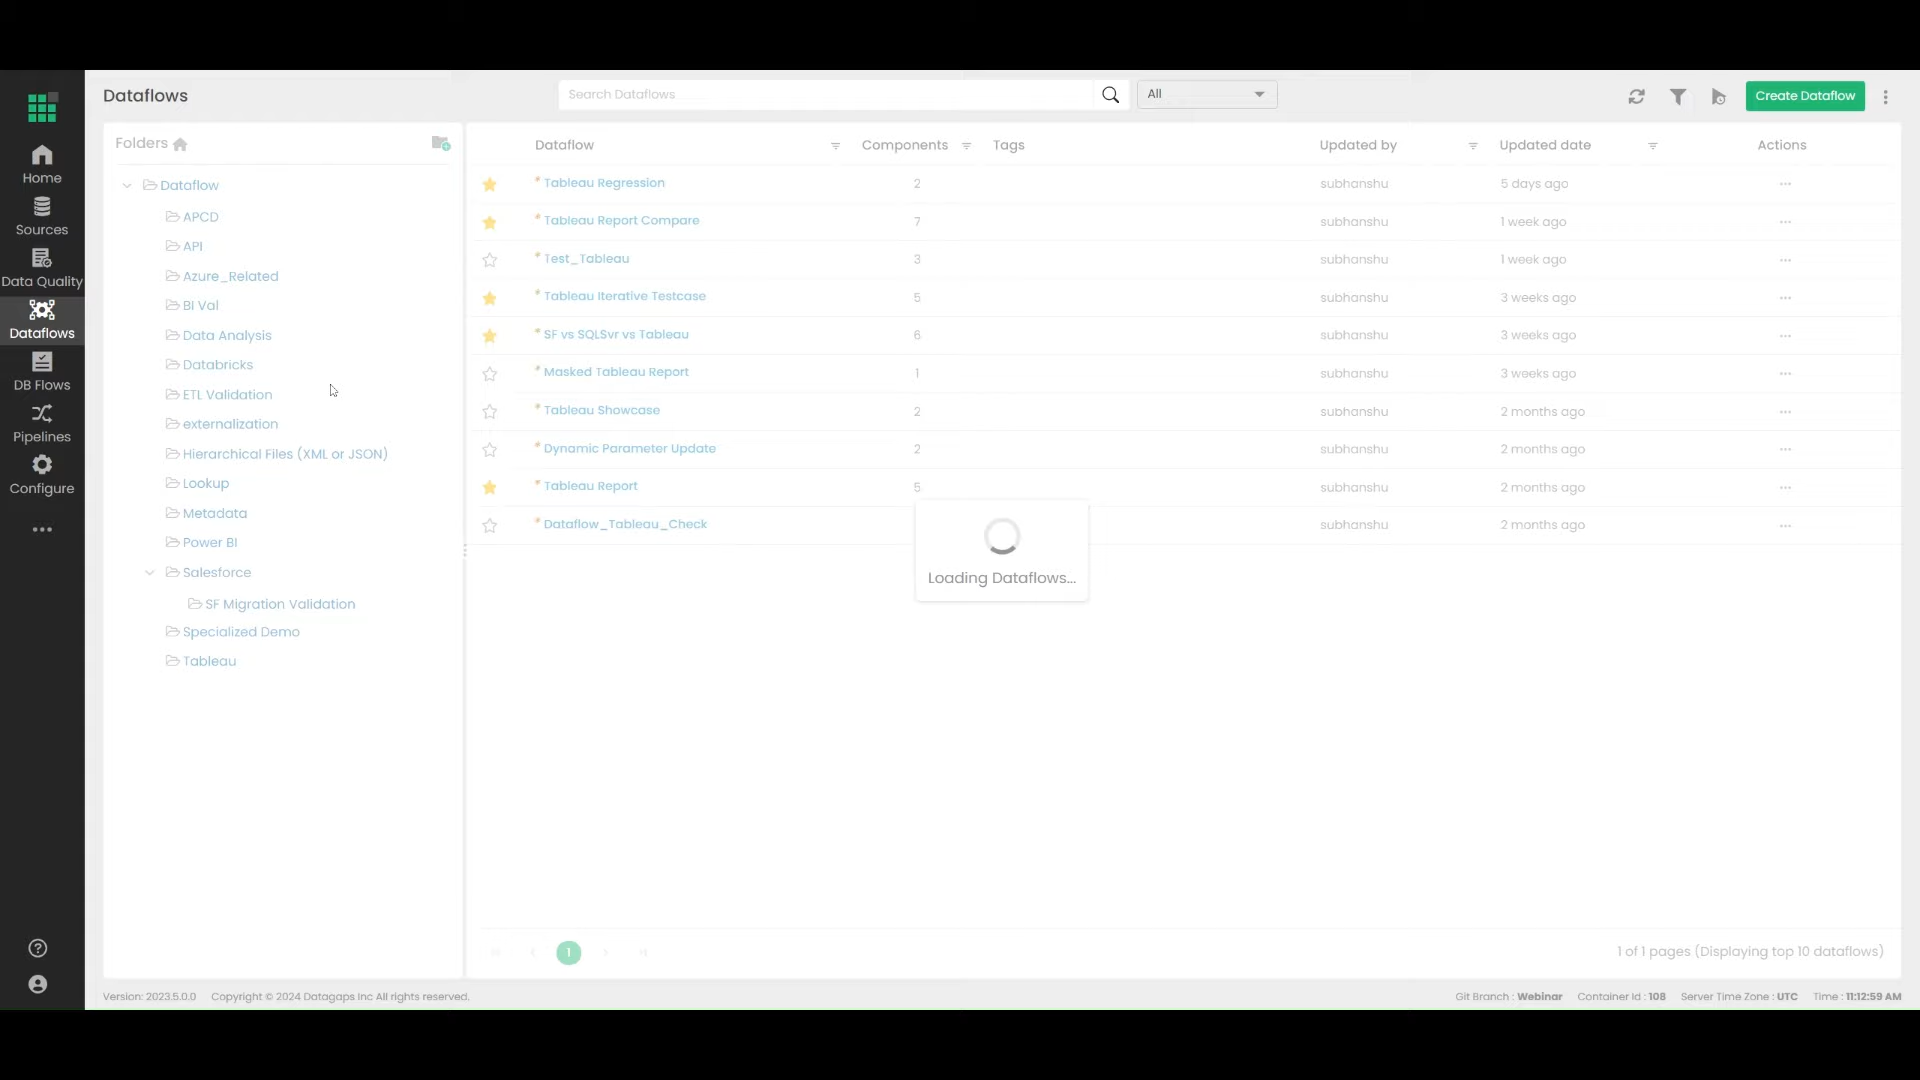 Dataflows
Search Dataflows
All
Create Dataflow
Home
Sources
Data Quality
Dataflows
DB Flows
Pipelines
Configure
Folders
Dataflow
APCD
API
Azure_Related
BI Val
Data Analysis
Databricks
ETL Validation
externalization
Hierarchical Files (XML or JSON)
Lookup
Metadata
Power BI
Salesforce
SF Migration Validation
Specialized Demo
Tableau
Dataflow Components Tags Updated by Updated date Actions
* Tableau Regression 2 subhanshu 5 days ago ...
* Tableau Report Compare 7 subhanshu 1 week ago ...
* Test_Tableau 3 subhanshu 1 week ago ...
* Tableau Iterative Testcase 5 subhanshu 3 weeks ago ...
* SF vs SQLSvr vs Tableau 6 subhanshu 3 weeks ago ...
* Masked Tableau Report 1 subhanshu 3 weeks ago ...
* Tableau Showcase 2 subhanshu 2 months ago ...
* Dynamic Parameter Update 2 subhanshu 2 months ago ...
* Tableau Report 5 subhanshu 2 months ago ...
* Dataflow_Tableau_Check subhanshu 2 months ago ...
Loading Dataflows...
1
1 of 1 pages (Displaying top 10 dataflows)
Version: 2023.5.0.0 Copyright © 2024 Datagaps Inc All rights reserved.
Git Branch : Webinar Container Id : 108 Server Time Zone : UTC Time : 11:12:59 AM